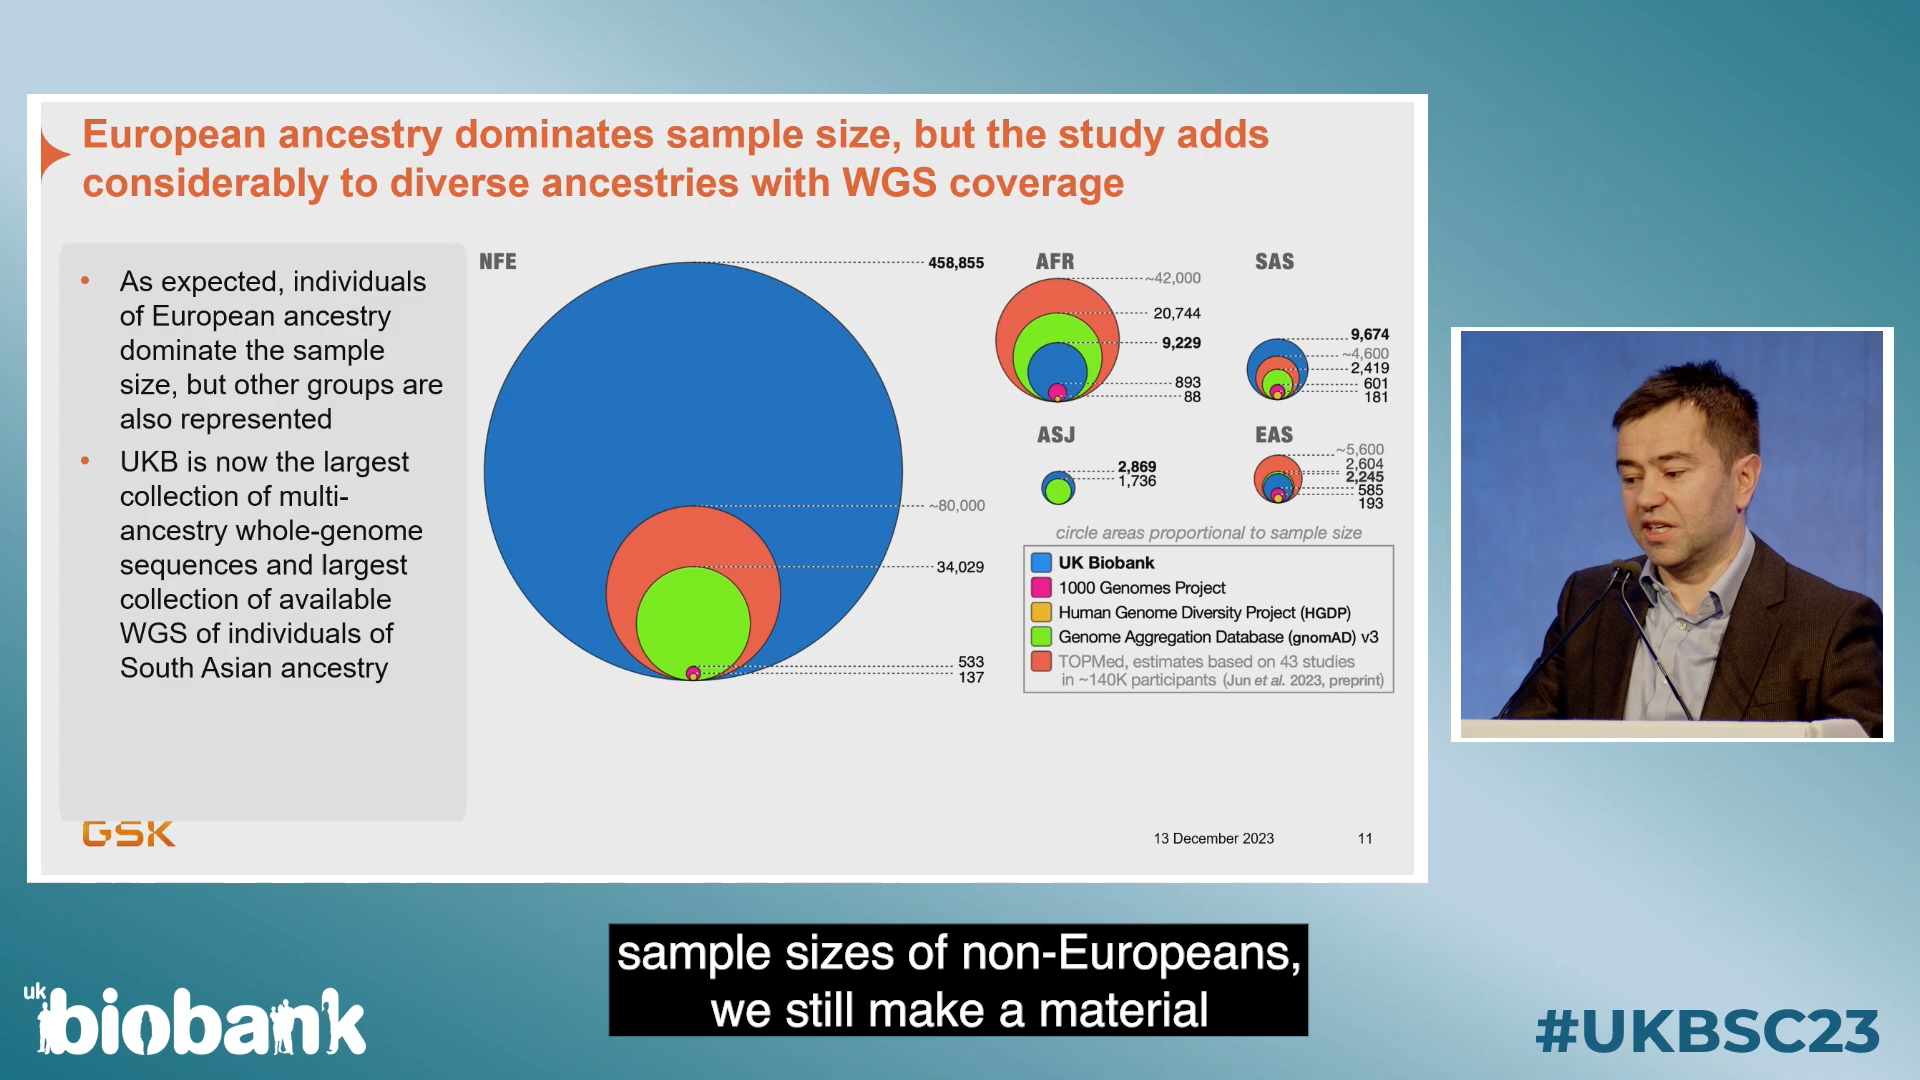 European ancestry dominates sample size, but the study adds
considerably to diverse ancestries with WGS coverage
• As expected, individuals
of European ancestry
dominate the sample
size, but other groups are
also represented
• UKB is now the largest
collection of multi-
ancestry whole-genome
sequences and largest
collection of available
WGS of individuals of
South Asian ancestry
NFE
458,855
~80,000
34,029
533
137
AFR
~42,000
20,744
9,229
893
88
SAS
9,674
~4,600
2,419
601
181
ASJ
2,869
1,736
EAS
~5,600
2,604
2,245
585
193
circle areas proportional to sample size
UK Biobank
1000 Genomes Project
Human Genome Diversity Project (HGDP)
Genome Aggregation Database (gnomAD) v3
TOPMed, estimates based on 43 studies
in ~140K participants (Jun et al. 2023, preprint)
GSK
13 December 2023
11
sample sizes of non-Europeans,
we still make a material
uk
biobank
#UKBSC23